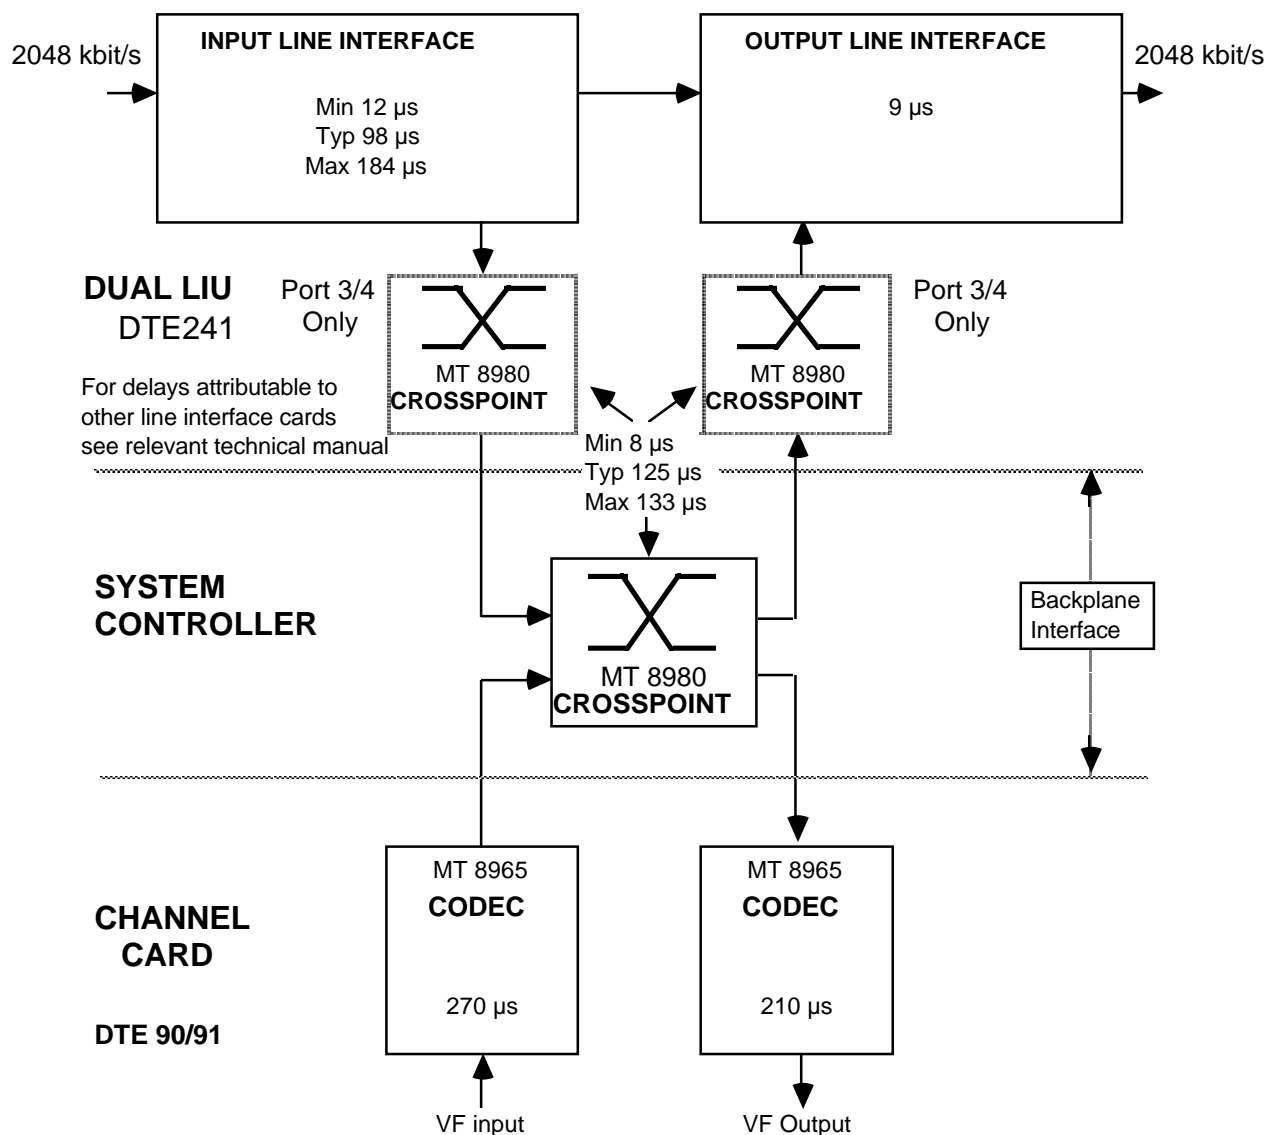 INPUT LINE INTERFACE
OUTPUT LINE INTERFACE
2048 kbit/s
2048 kbit/s
Min 12 µs
Typ 98 µs
Max 184 µs
9 µs
DUAL LIU
DTE241
Port 3/4
Only
Port 3/4
Only
MT 8980
CROSSPOINT
MT 8980
CROSSPOINT
For delays attributable to
other line interface cards
see relevant technical manual
Min 8 µs
Typ 125 µs
Max 133 µs
SYSTEM
CONTROLLER
Backplane
Interface
MT 8980
CROSSPOINT
MT 8965
CODEC
MT 8965
CODEC
CHANNEL
CARD
270 µs
210 µs
DTE 90/91
VF input
VF Output